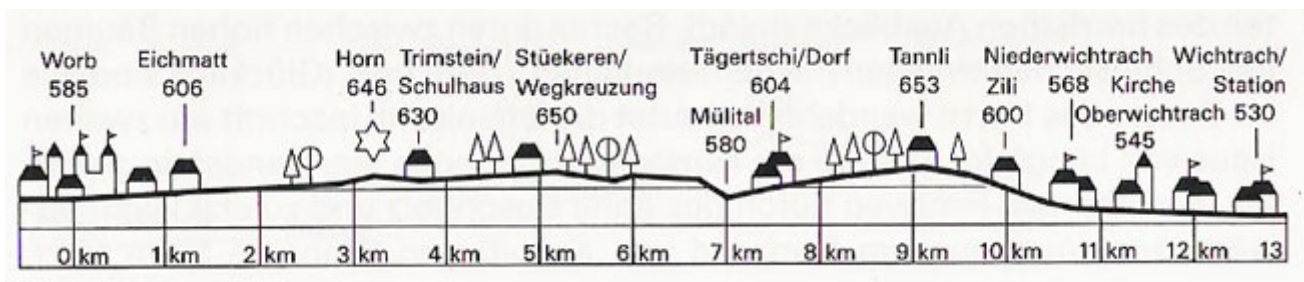 Worb Eichmatt Horn Trimstein/ Stüekeren/ Tägertschi/Dorf Tannli Niederwichtrach Wichtrach/
585 606 646 Schulhaus Wegkreuzung 604 653 Zili 568 Kirche Station
630 650 Mülital 600 Oberwichtrach 530
580 545
0 km 1 km 2 km 3 km 4 km 5 km 6 km 7 km 8 km 9 km 10 km 11 km 12 km 13